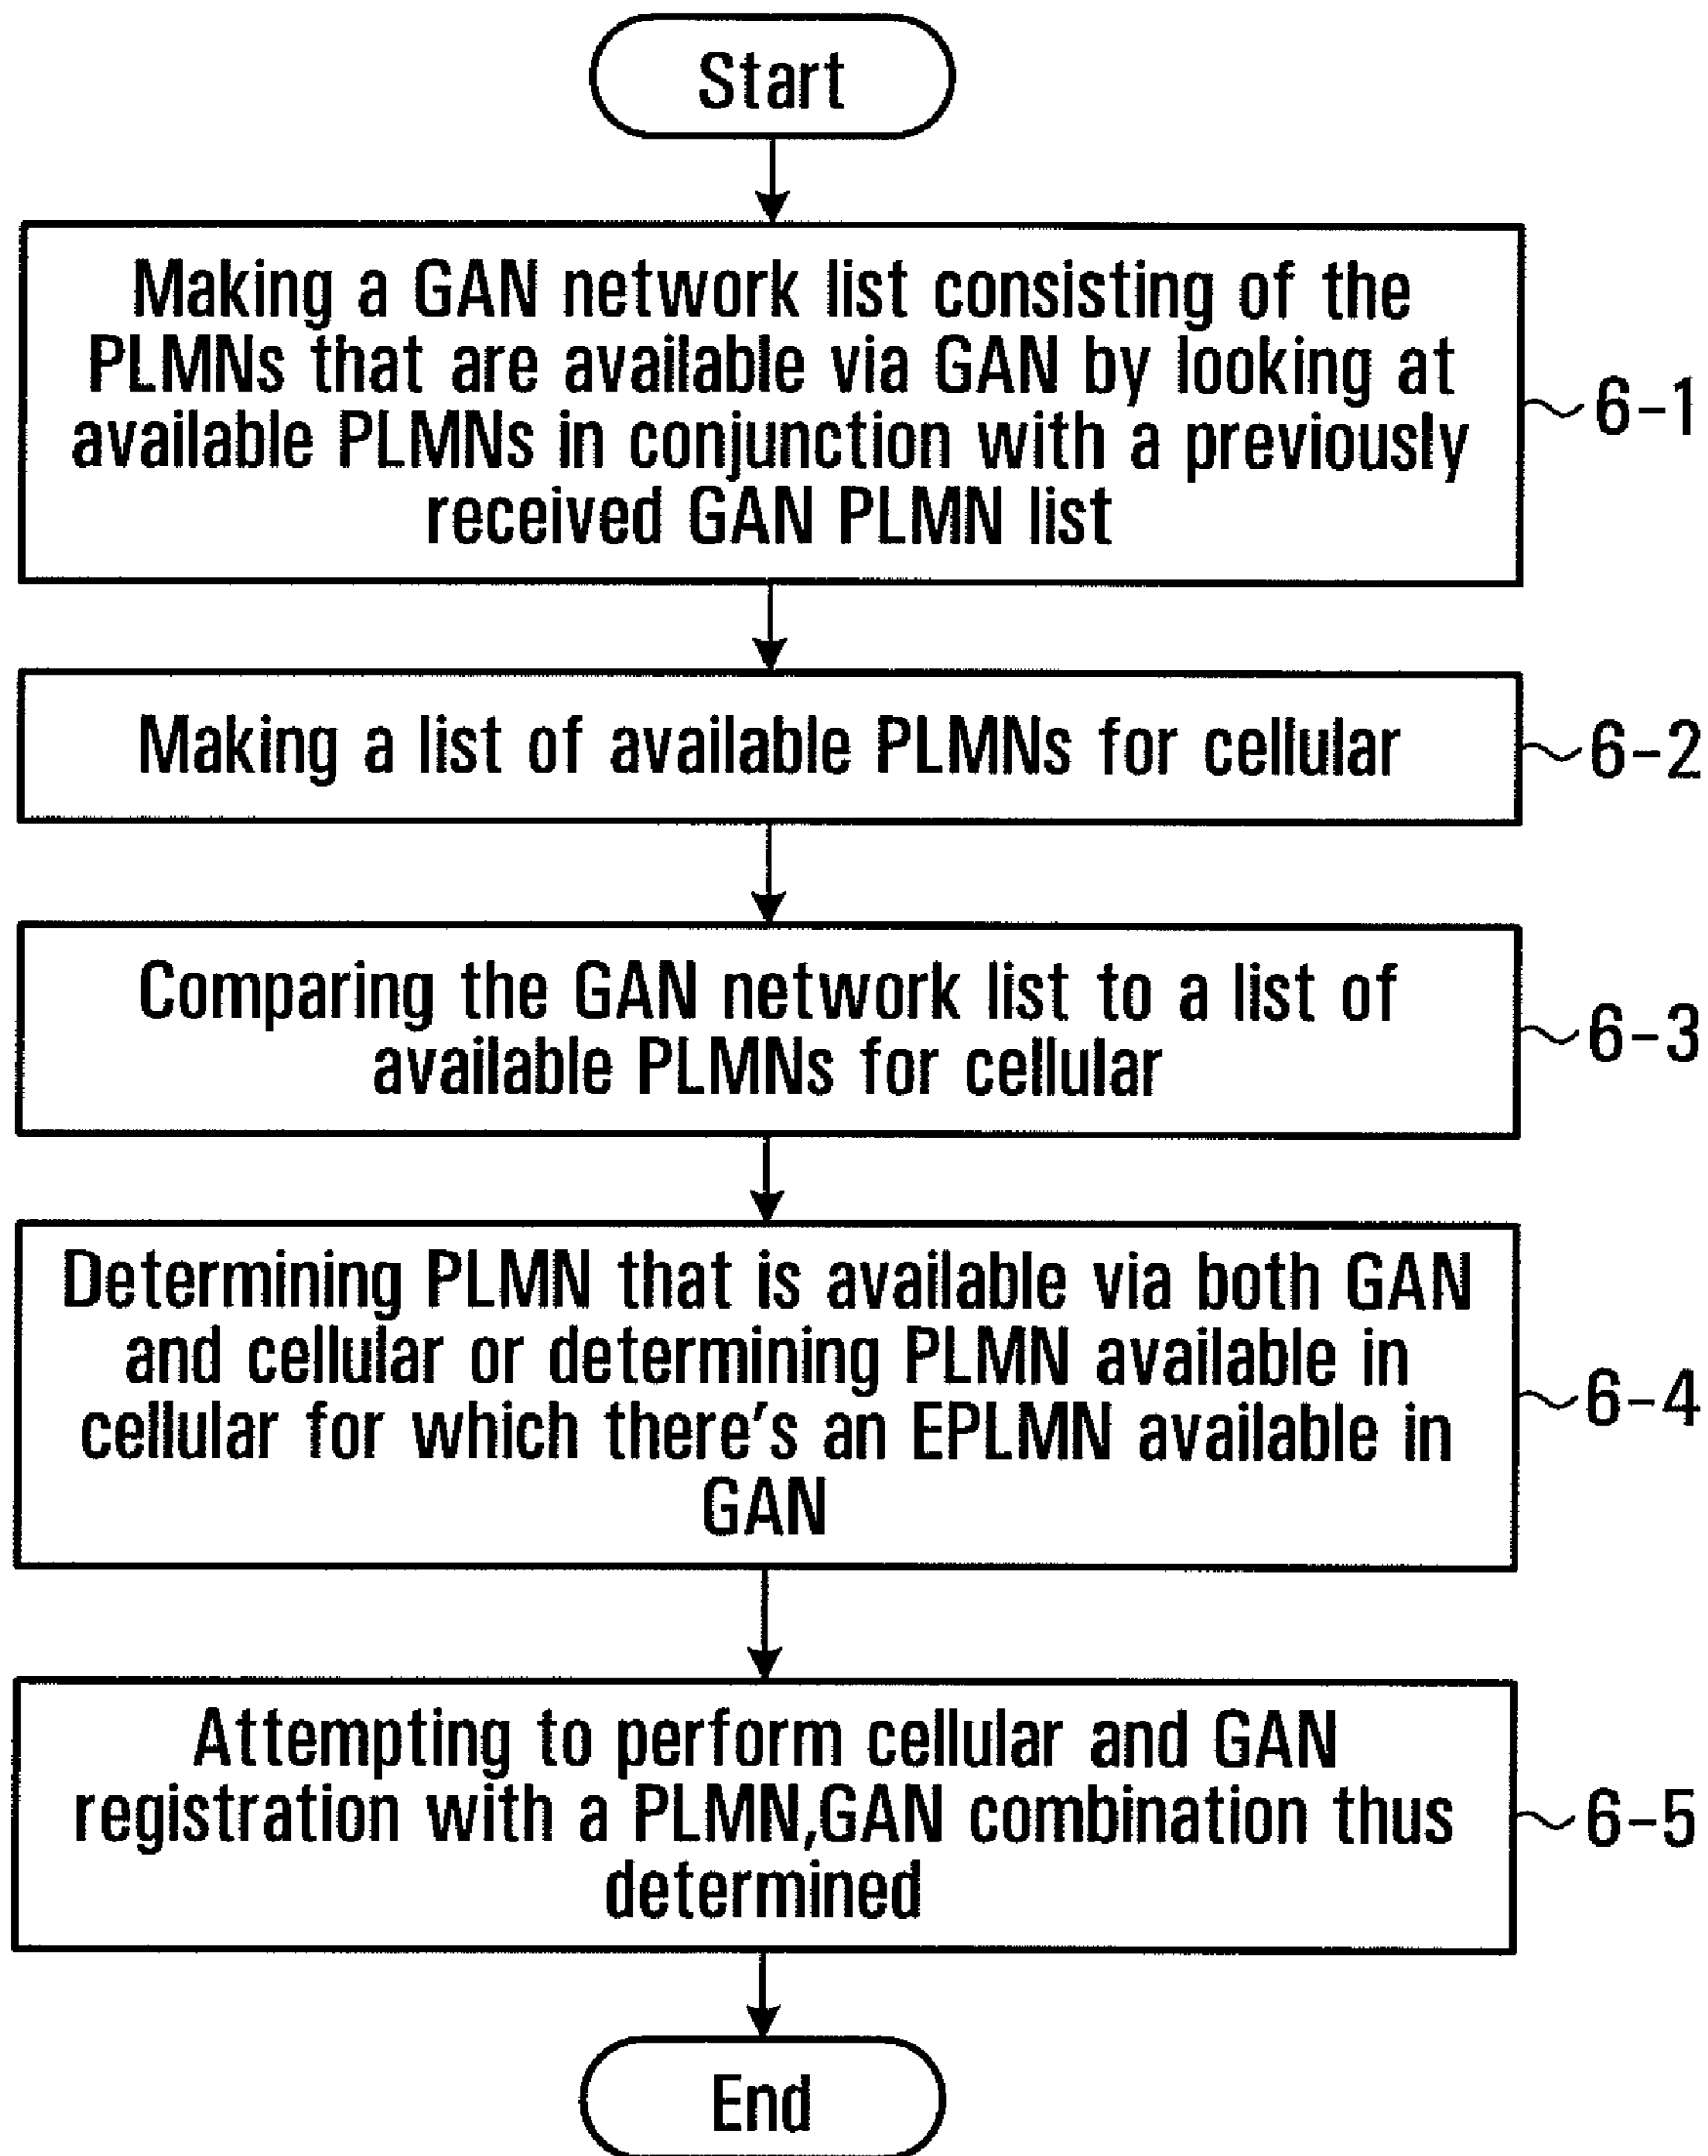 Start
Making a GAN network list consisting of the
PLMNs that are available via GAN by looking at
available PLMNs in conjunction with a previously
received GAN PLMN list
6-1
Making a list of available PLMNs for cellular
6-2
Comparing the GAN network list to a list of
available PLMNs for cellular
6-3
Determining PLMN that is available via both GAN
and cellular or determining PLMN available in
cellular for which there's an EPLMN available in
GAN
6-4
Attempting to perform cellular and GAN
registration with a PLMN,GAN combination thus
determined
6-5
End